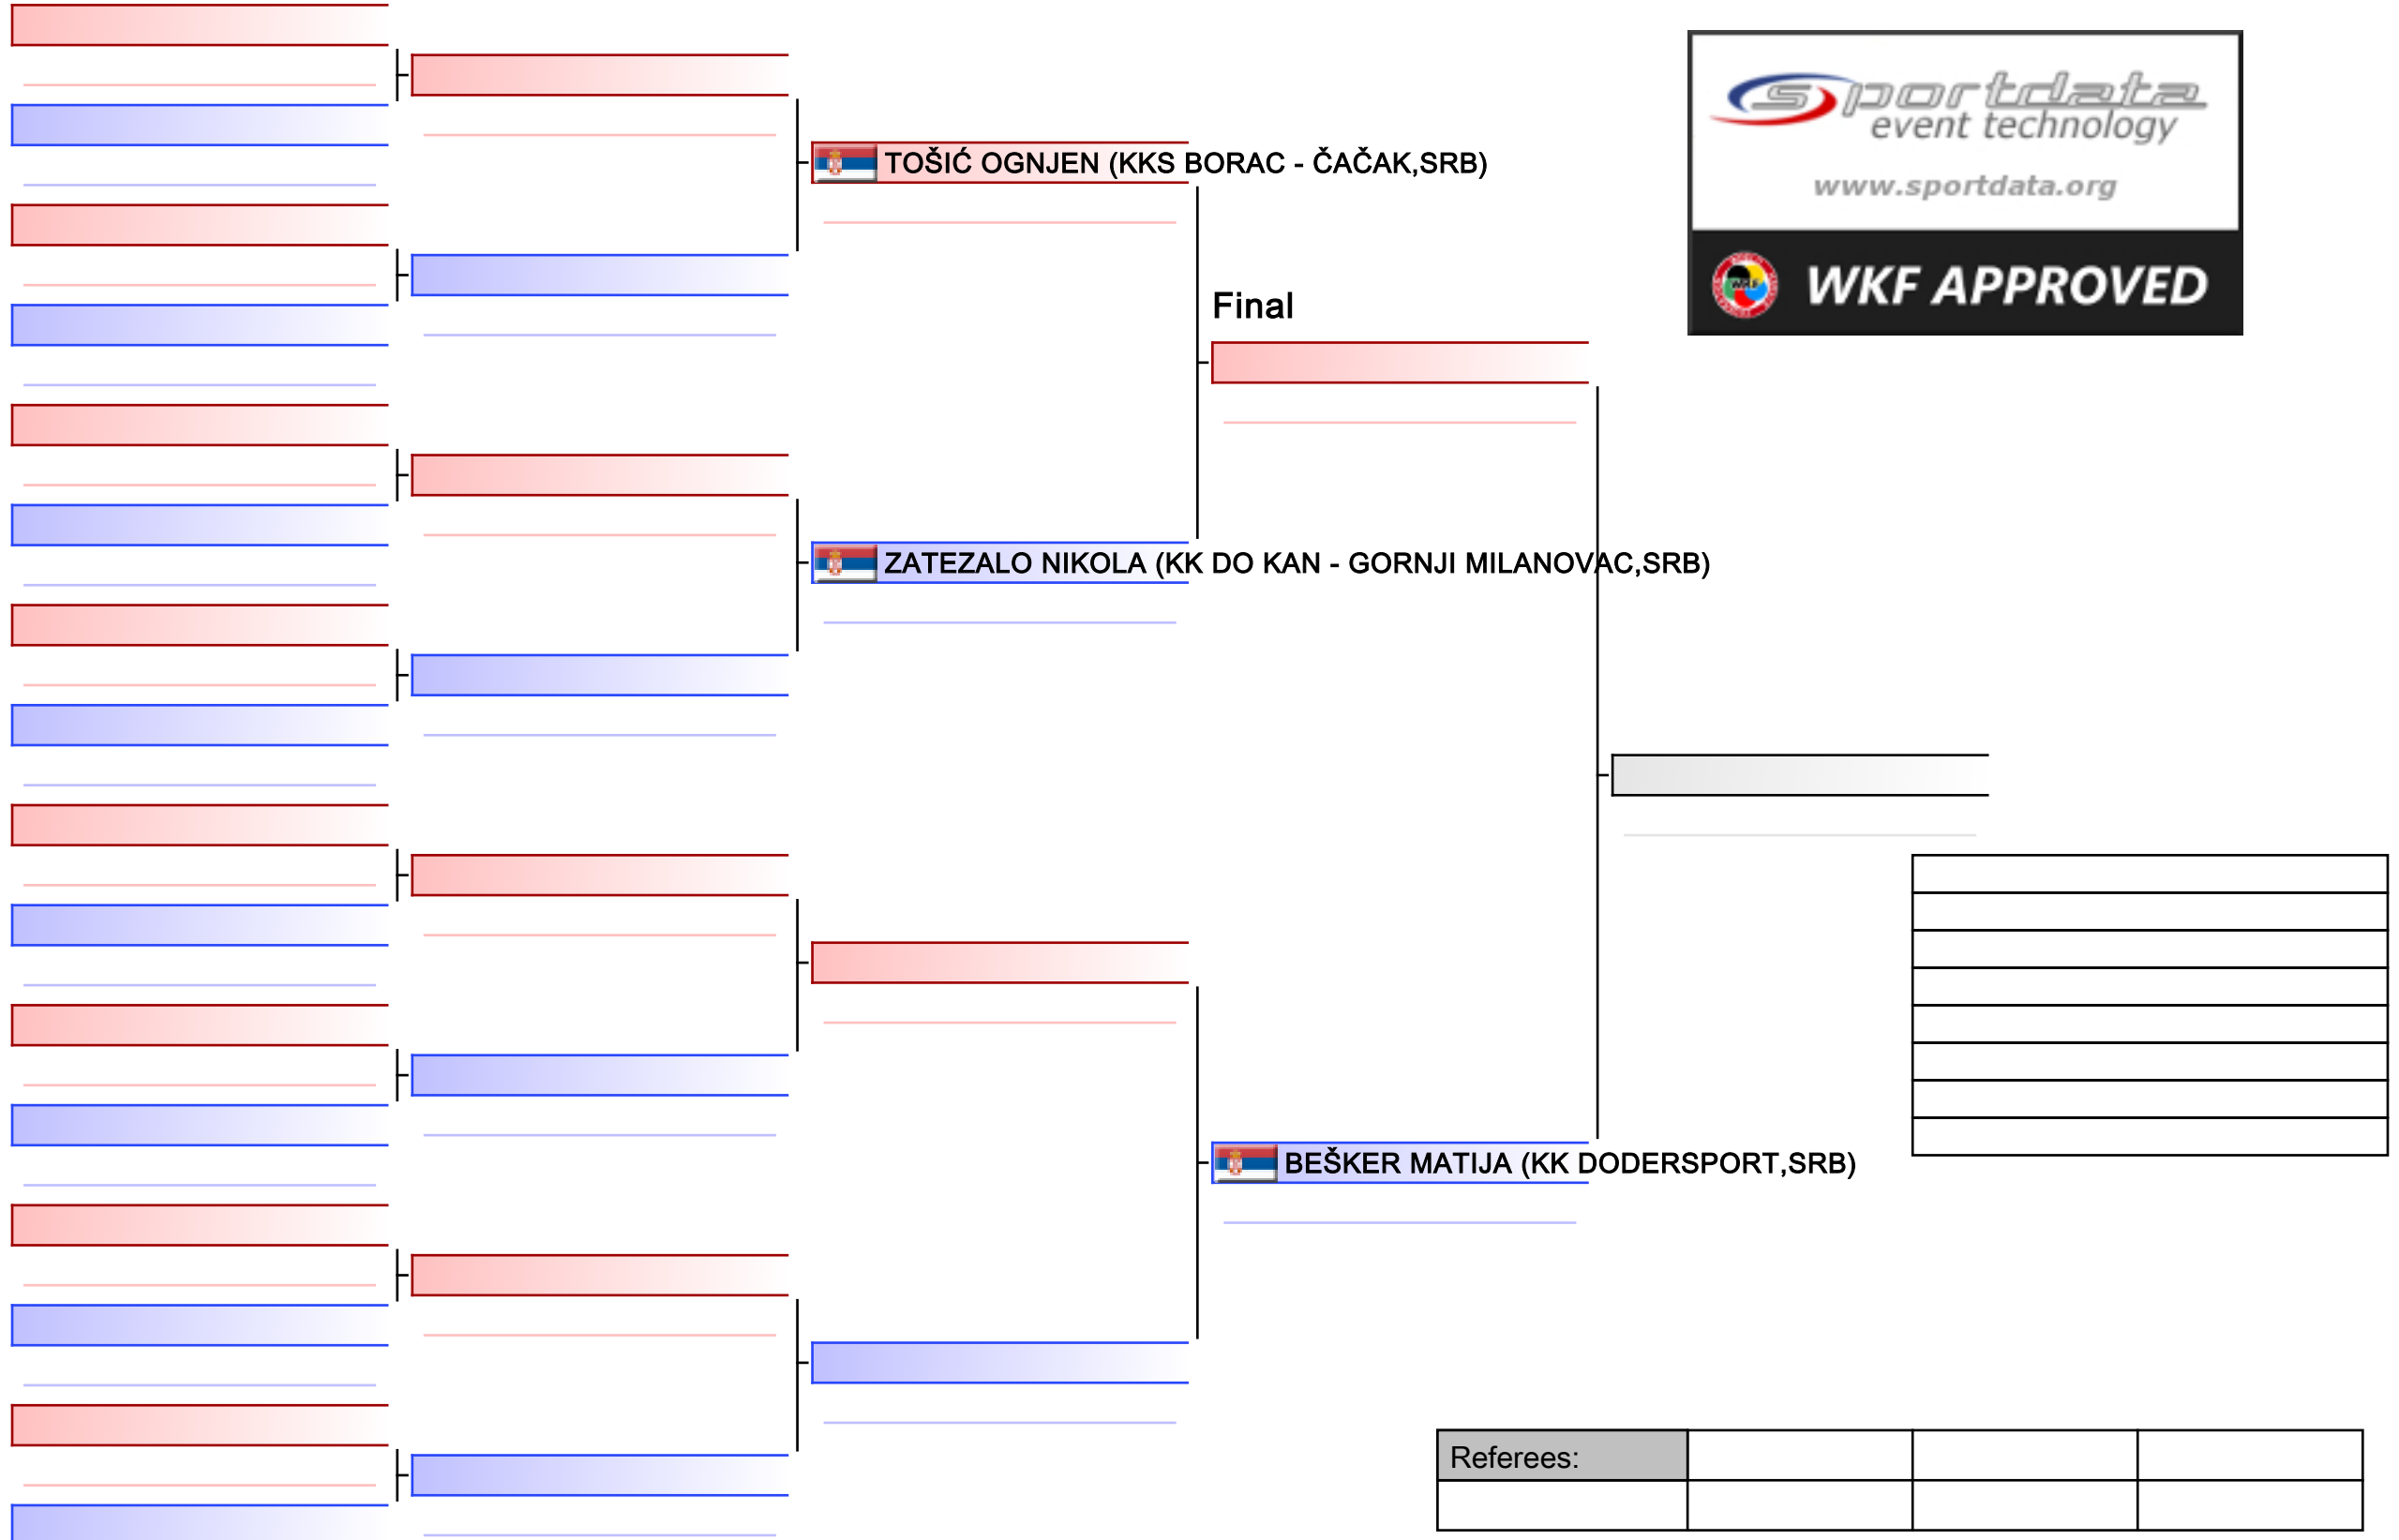 sportdata
event technology
www.sportdata.org
WKF APPROVED
TOŠIĆ OGNJEN (KKS BORAC - ČAČAK,SRB)
Final
ZATEZALO NIKOLA (KK DO KAN - GORNJI MILANOVAC,SRB)
BEŠKER MATIJA (KK DODERSPORT,SRB)
Referees: